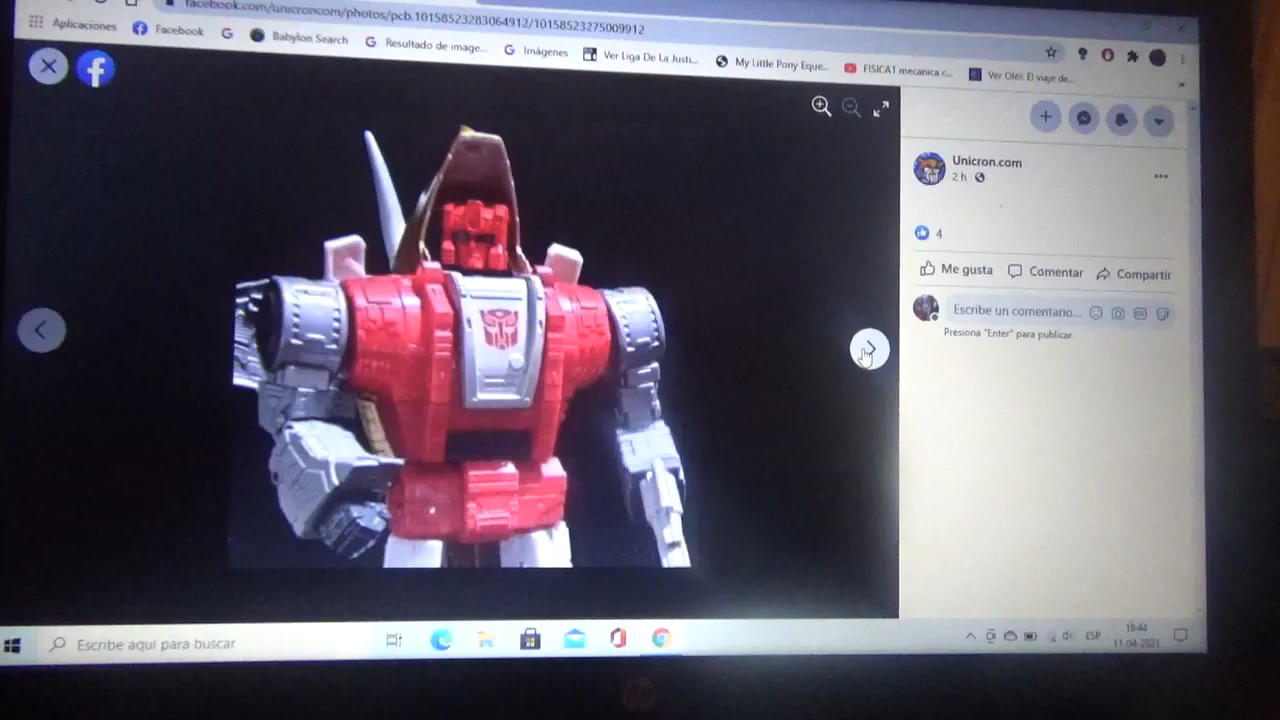 facebook.com/unicroncom/photos/pcb.10158523283064912/10158523275009912
Aplicaciones
Facebook
Babylon Search
Resultado de image...
Imágenes
Ver Liga De La Justi...
My Little Pony Eque...
FISICA1 mecanica c...
Ver Olé: El viaje de...
Unicron.com
2 h
4
Me gusta
Comentar
Compartir
Escribe un comentario...
Presiona "Enter" para publicar.
Escribe aquí para buscar
ESP
18:44
11-04-2021
hp